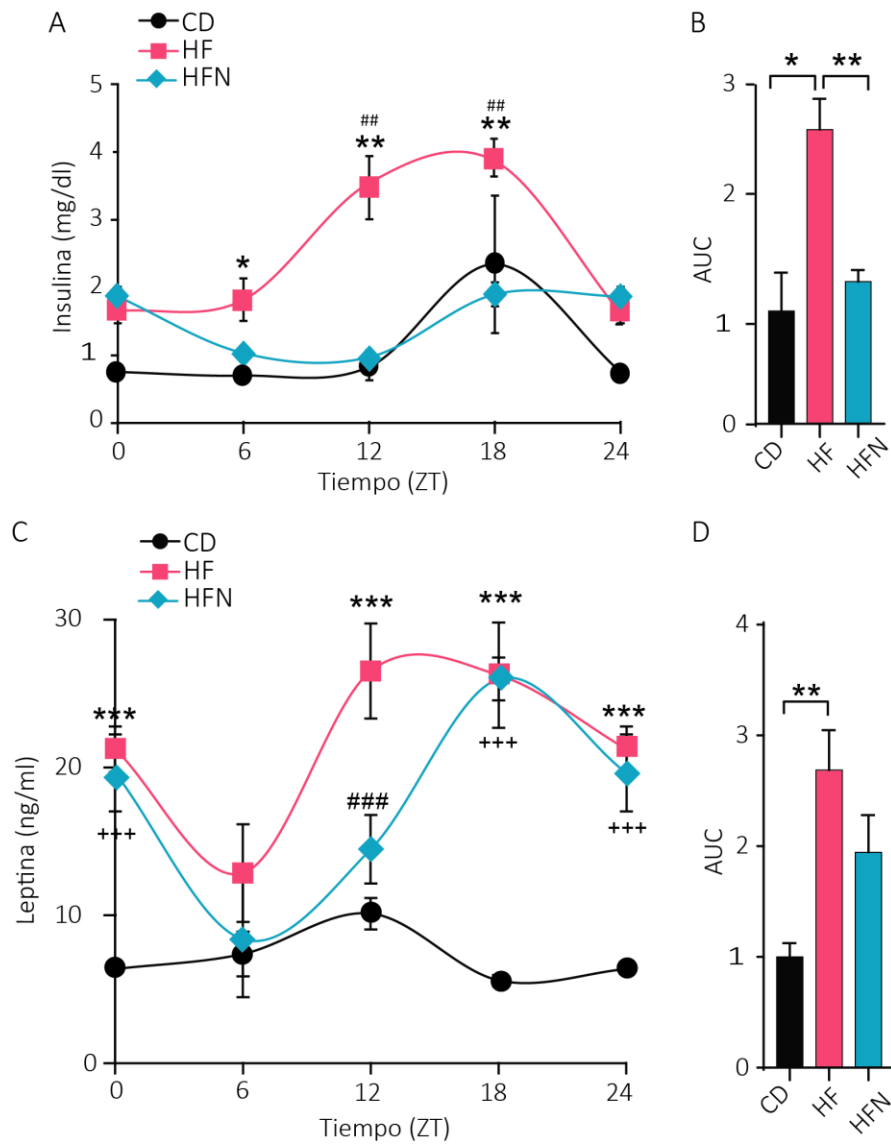 A
CD
HF
HFN
Insulina (mg/dl)
5
4
3
2
1
0
##
**
##
**
*
0 6 12 18 24
Tiempo (ZT)
B
AUC
3
2
1
0
* **
CD HF HFN
C
CD
HF
HFN
Leptina (ng/ml)
30
20
10
0
*** ***
*** ***
###
+++
+++ +++
0 6 12 18 24
Tiempo (ZT)
D
AUC
4
3
2
1
0
**
CD HF HFN